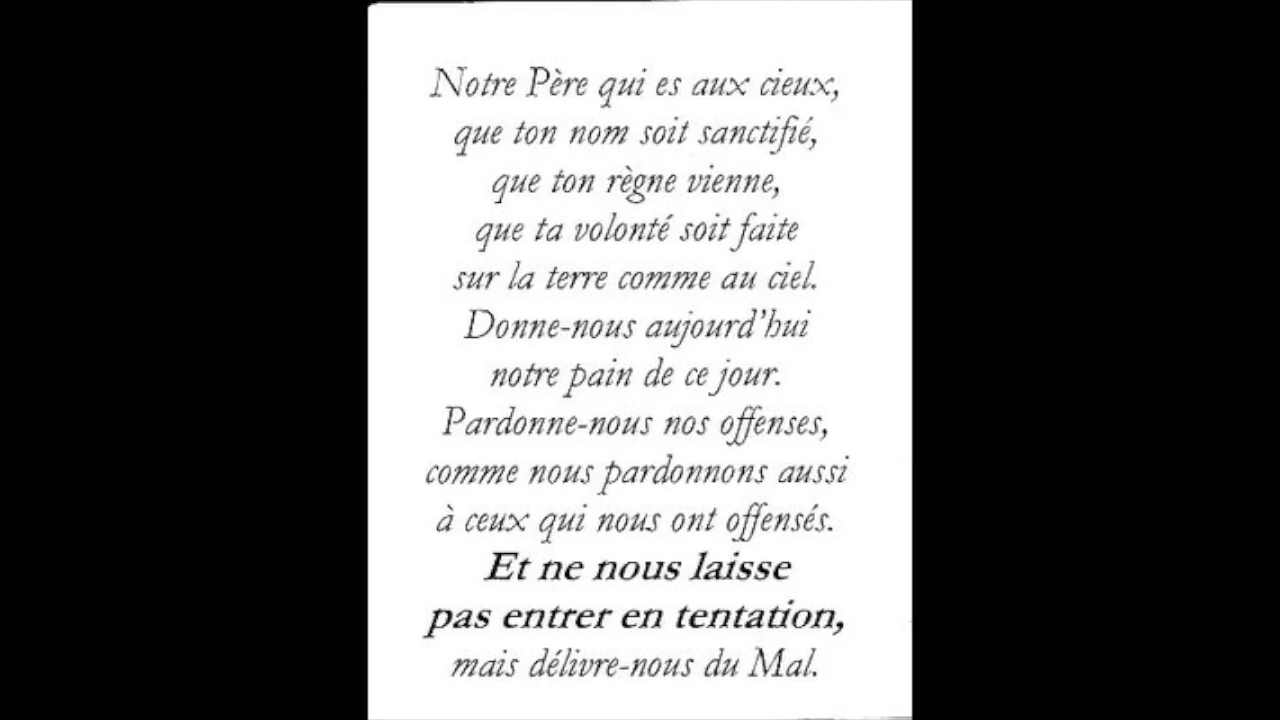 Notre Père qui es aux cieux,
que ton nom soit sanctifié,
que ton règne vienne,
que ta volonté soit faite
sur la terre comme au ciel.
Donne-nous aujourd’hui
notre pain de ce jour.
Pardonne-nous nos offenses,
comme nous pardonnons aussi
à ceux qui nous ont offensés.
Et ne nous laisse
pas entrer en tentation,
mais délivre-nous du Mal.